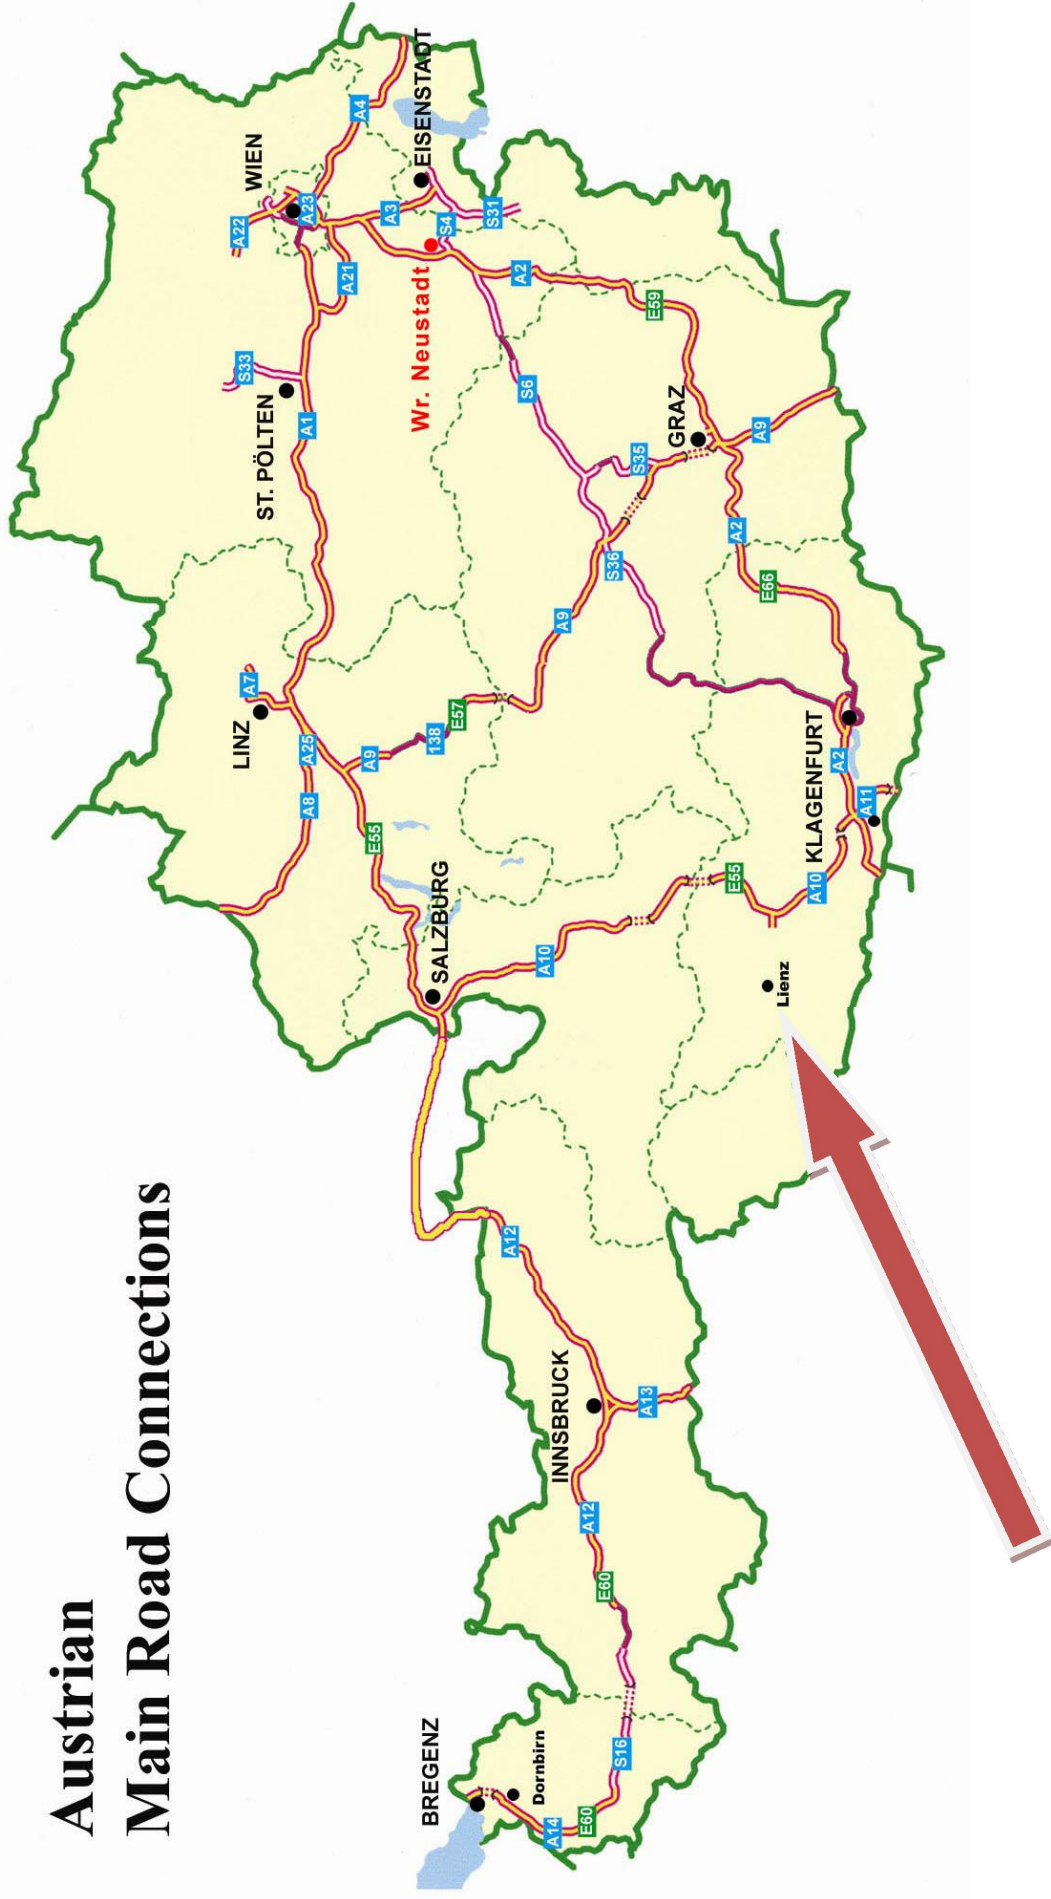 Austrian
Main Road Connections
WIEN
A22
A23
A4
EISENSTADT
A3
S4
S31
A21
Wr. Neustadt
A2
S33
ST. PÖLTEN
A1
S6
E59
GRAZ
A9
S35
A2
S36
E66
A9
LINZ
A7
A25
A8
A9
138
E57
E55
SALZBURG
A10
E55
KLAGENFURT
A2
A11
A10
Lienz
A12
INNSBRUCK
A13
A12
E60
S16
BREGENZ
Dornbirn
A14
E60